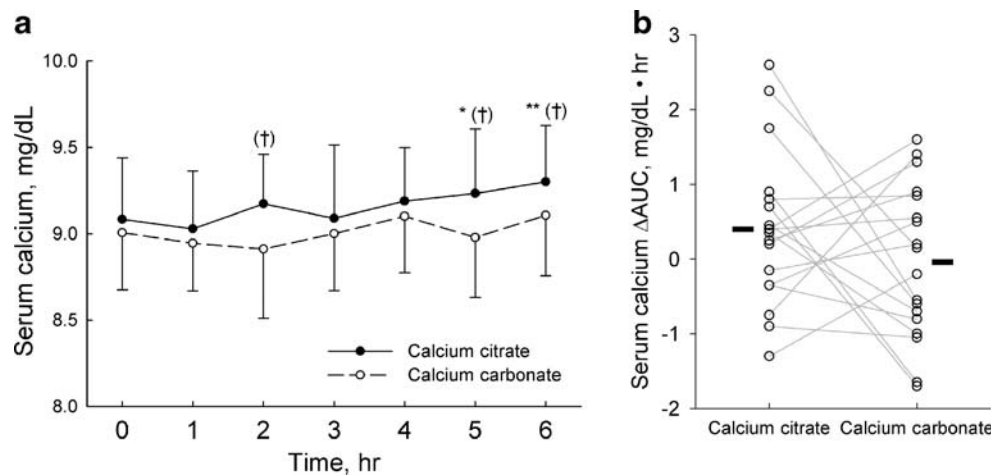 a
10.0
9.5
9.0
8.5
8.0
Serum calcium, mg/dL
(†)
* (†)
** (†)
Calcium citrate
Calcium carbonate
0 1 2 3 4 5 6
Time, hr
b
3
2
1
0
-1
-2
Serum calcium ΔAUC, mg/dL • hr
Calcium citrate Calcium carbonate